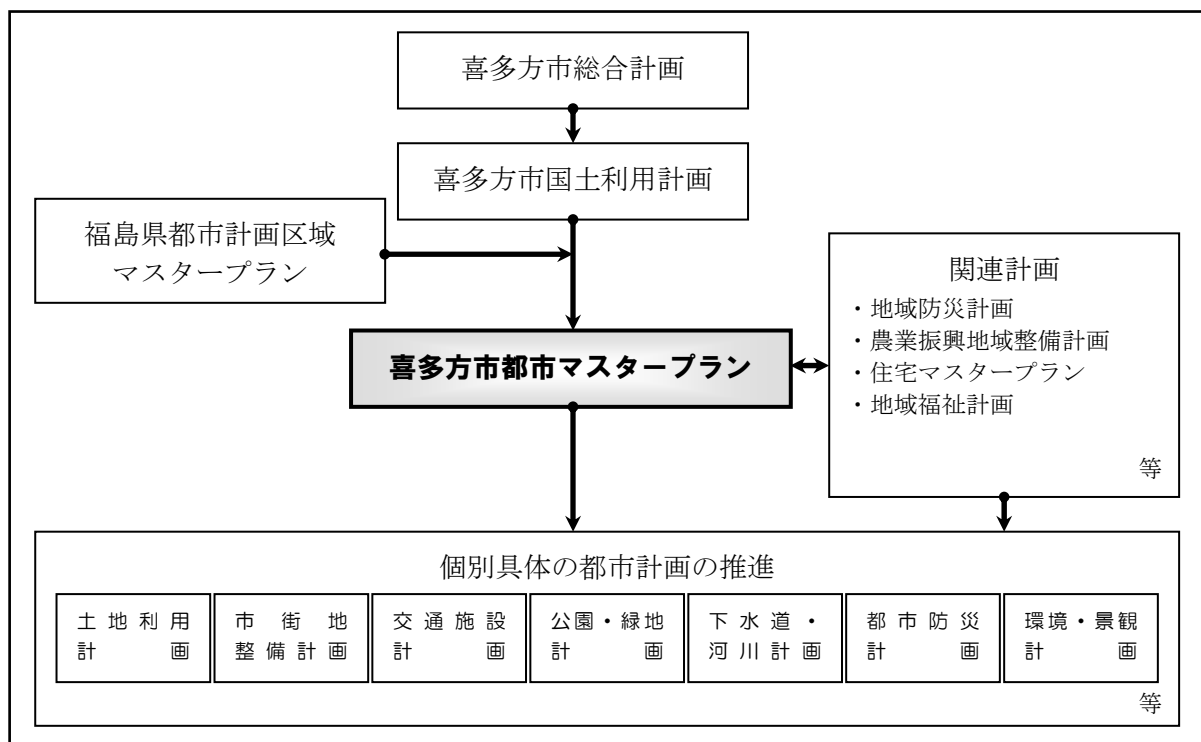 喜多方市総合計画
喜多方市国土利用計画
福島県都市計画区域
マスタープラン
喜多方市都市マスタープラン
関連計画
・地域防災計画
・農業振興地域整備計画
・住宅マスタープラン
・地域福祉計画
等
個別具体の都市計画の推進
土地利用
計画
市街地
整備計画
交通施設
計画
公園・緑地
計画
下水道・
河川計画
都市防災
計画
環境・景観
計画
等